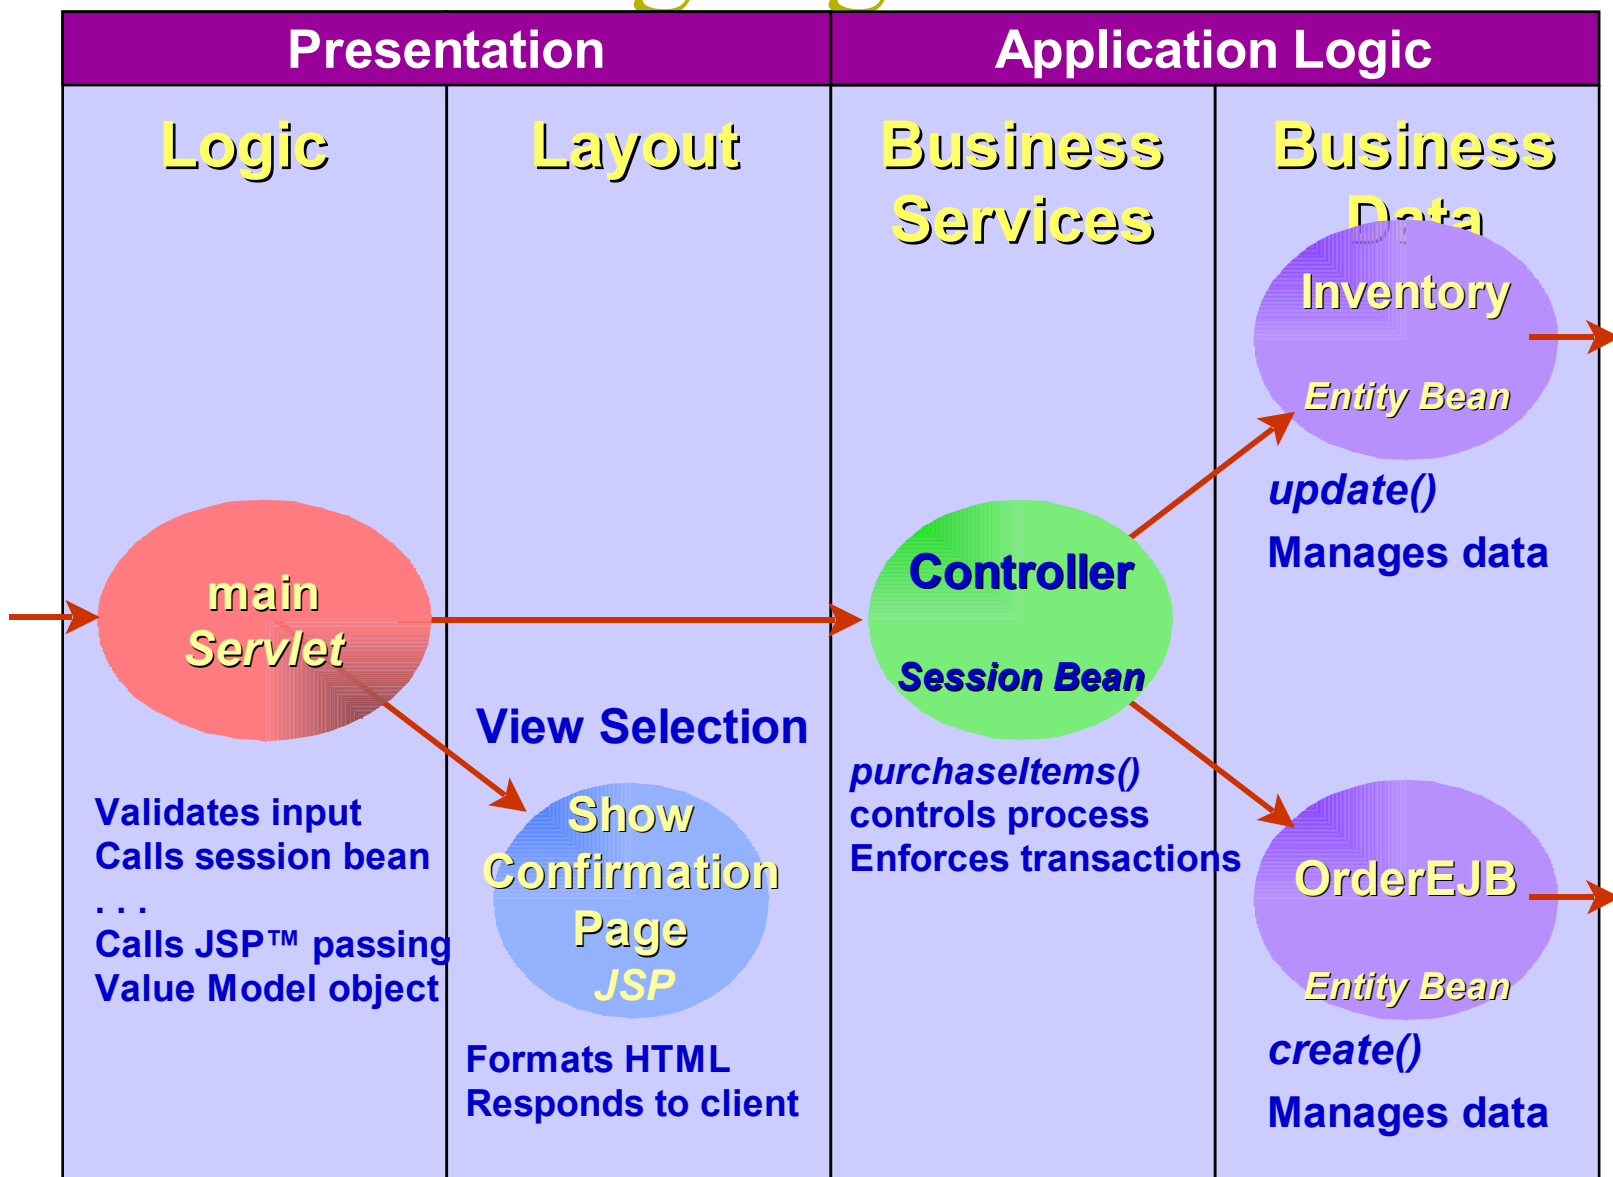 Presentation
Application Logic
Logic
Layout
Business
Services
Business
Data
Inventory
Entity Bean
update()
Manages data
main
Servlet
Controller
Session Bean
View Selection
purchaseItems()
controls process
Enforces transactions
Validates input
Calls session bean
. . .
Calls JSP™ passing
Value Model object
Show
Confirmation
Page
JSP
Formats HTML
Responds to client
OrderEJB
Entity Bean
create()
Manages data